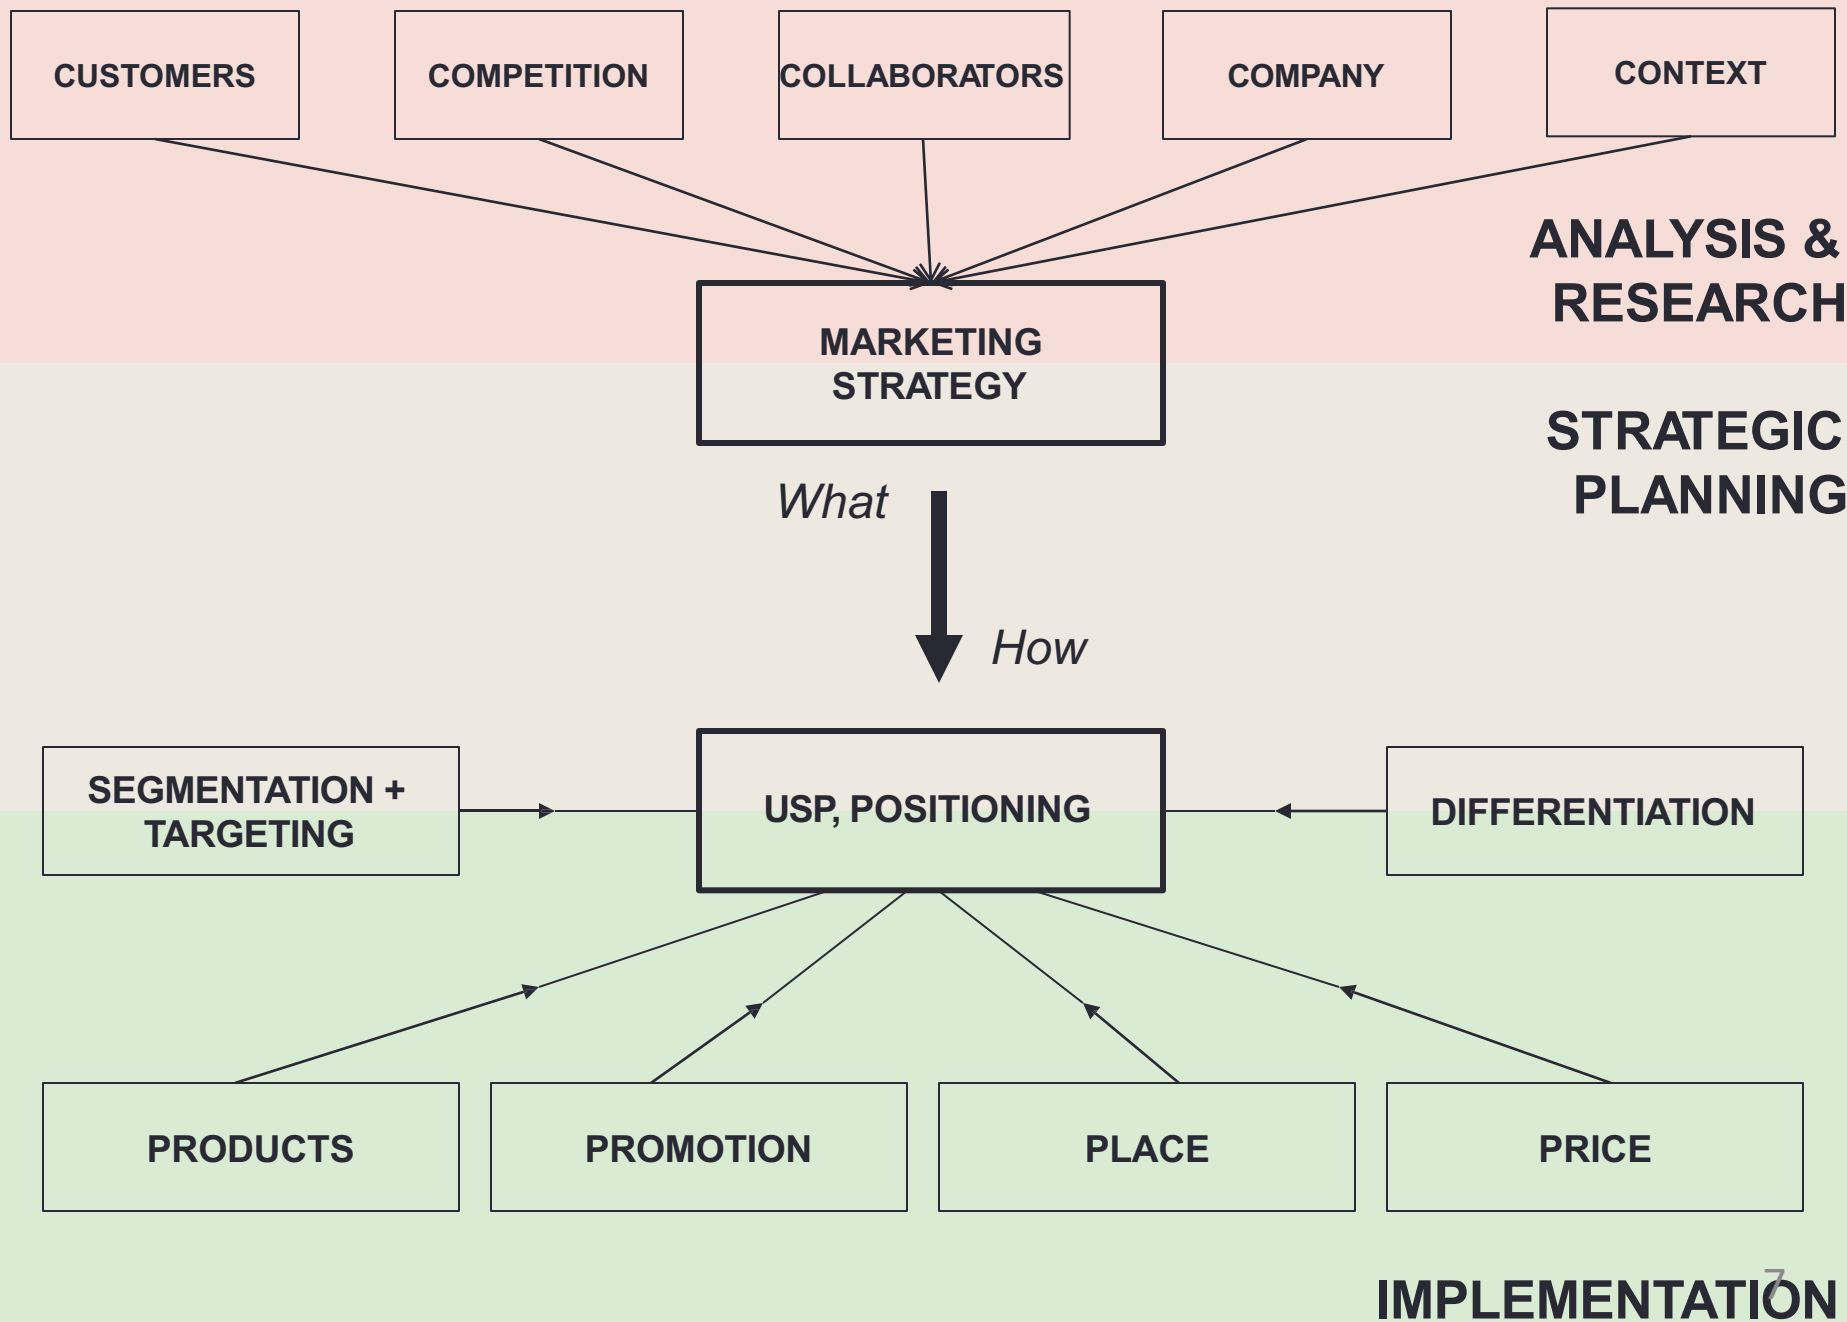 CUSTOMERS
COMPETITION
COLLABORATORS
COMPANY
CONTEXT
ANALYSIS &
RESEARCH
MARKETING
STRATEGY
STRATEGIC
PLANNING
What
How
SEGMENTATION +
TARGETING
USP, POSITIONING
DIFFERENTIATION
PRODUCTS
PROMOTION
PLACE
PRICE
IMPLEMENTATION
7